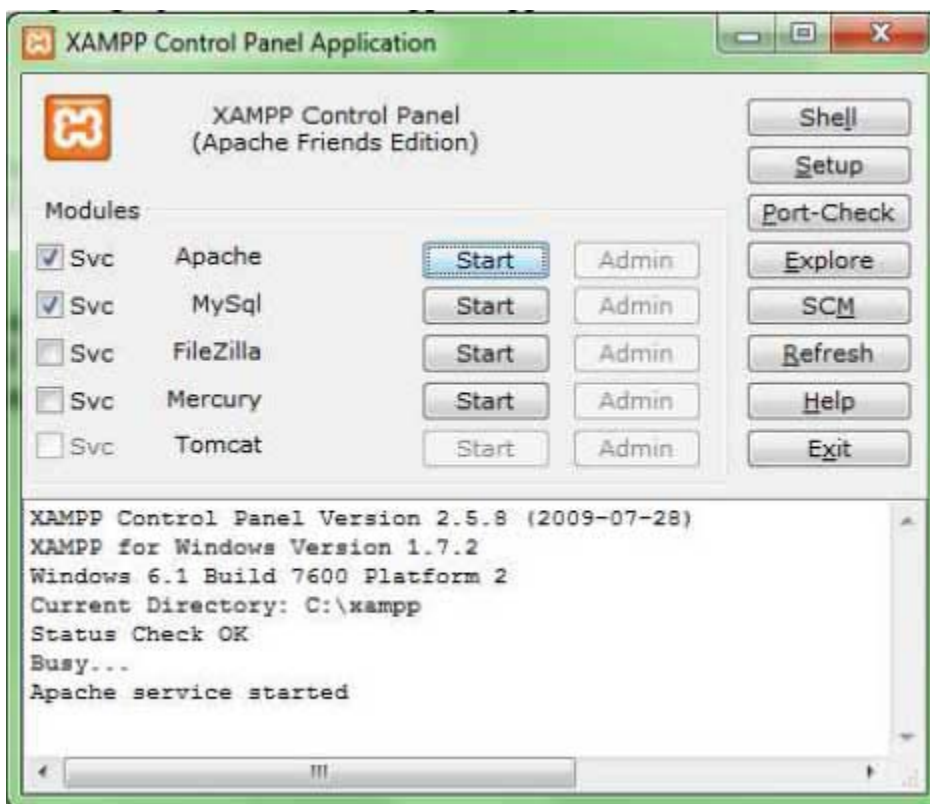 XAMPP Control Panel Application
XAMPP Control Panel
(Apache Friends Edition)
Shell
Setup
Port-Check
Explore
SCM
Refresh
Help
Exit
Modules
Svc Apache Start Admin
Svc MySql Start Admin
Svc FileZilla Start Admin
Svc Mercury Start Admin
Svc Tomcat Start Admin
XAMPP Control Panel Version 2.5.8 (2009-07-28)
XAMPP for Windows Version 1.7.2
Windows 6.1 Build 7600 Platform 2
Current Directory: C:\xampp
Status Check OK
Busy...
Apache service started